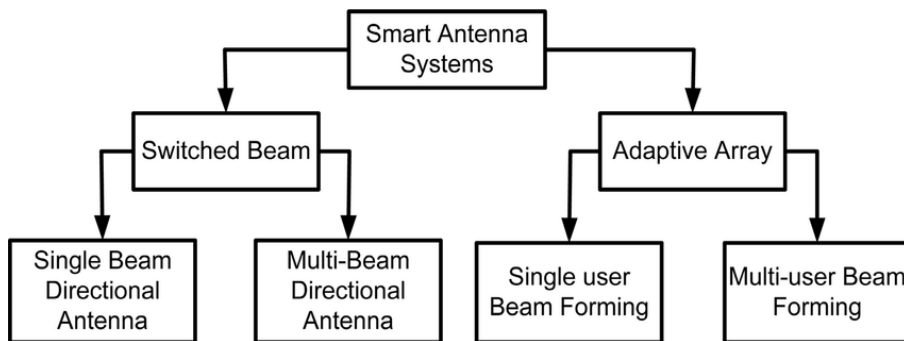 Smart Antenna
Systems
Switched Beam
Adaptive Array
Single Beam
Directional
Antenna
Multi-Beam
Directional
Antenna
Single user
Beam Forming
Multi-user Beam
Forming